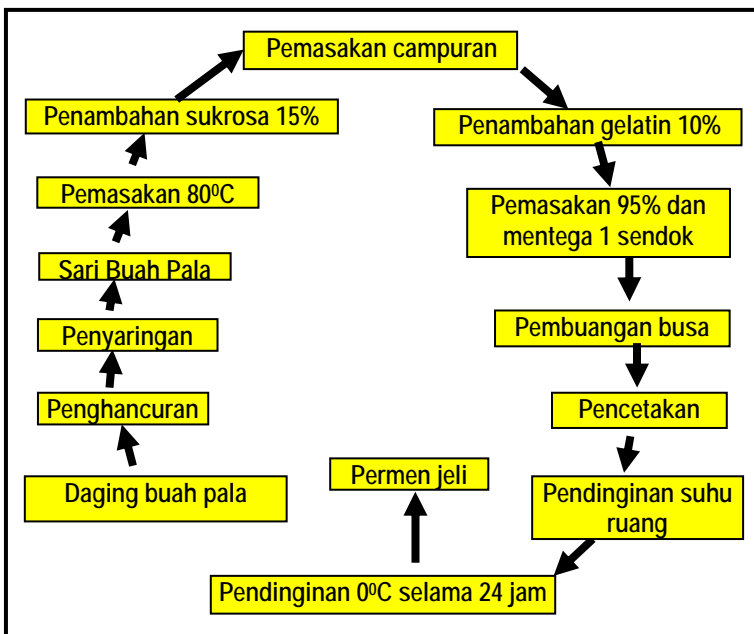 Daging buah pala
Penghancuran
Penyaringan
Sari Buah Pala
Pemasakan 80⁰C
Penambahan sukrosa 15%
Pemasakan campuran
Penambahan gelatin 10%
Pemasakan 95% dan
mentega 1 sendok
Pembuangan busa
Pencetakan
Pendinginan suhu
ruang
Pendinginan 0⁰C selama 24 jam
Permen jeli